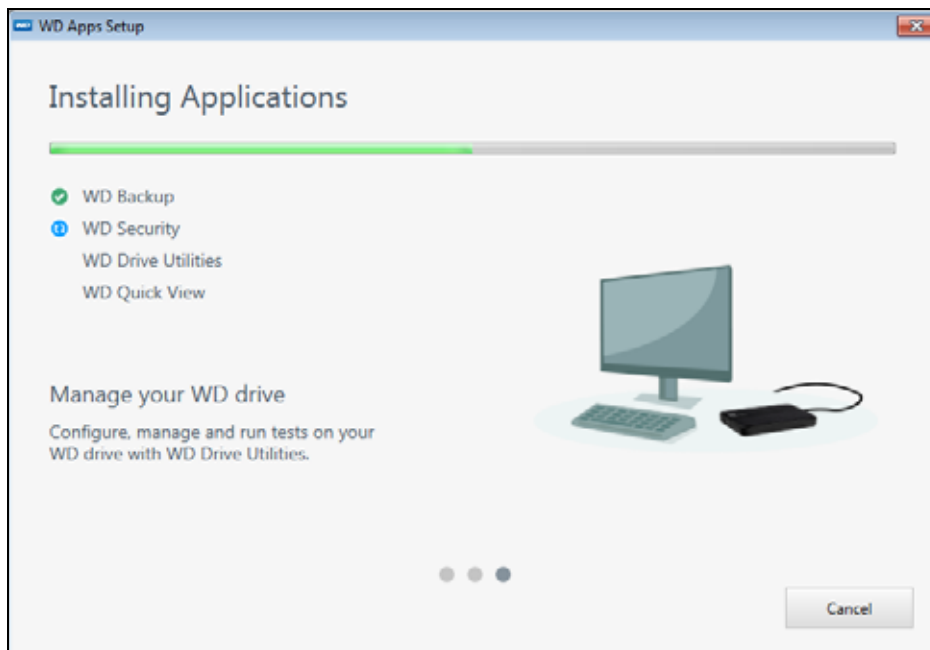 WD Apps Setup
Installing Applications
WD Backup
WD Security
WD Drive Utilities
WD Quick View
Manage your WD drive
Configure, manage and run tests on your
WD drive with WD Drive Utilities.
Cancel